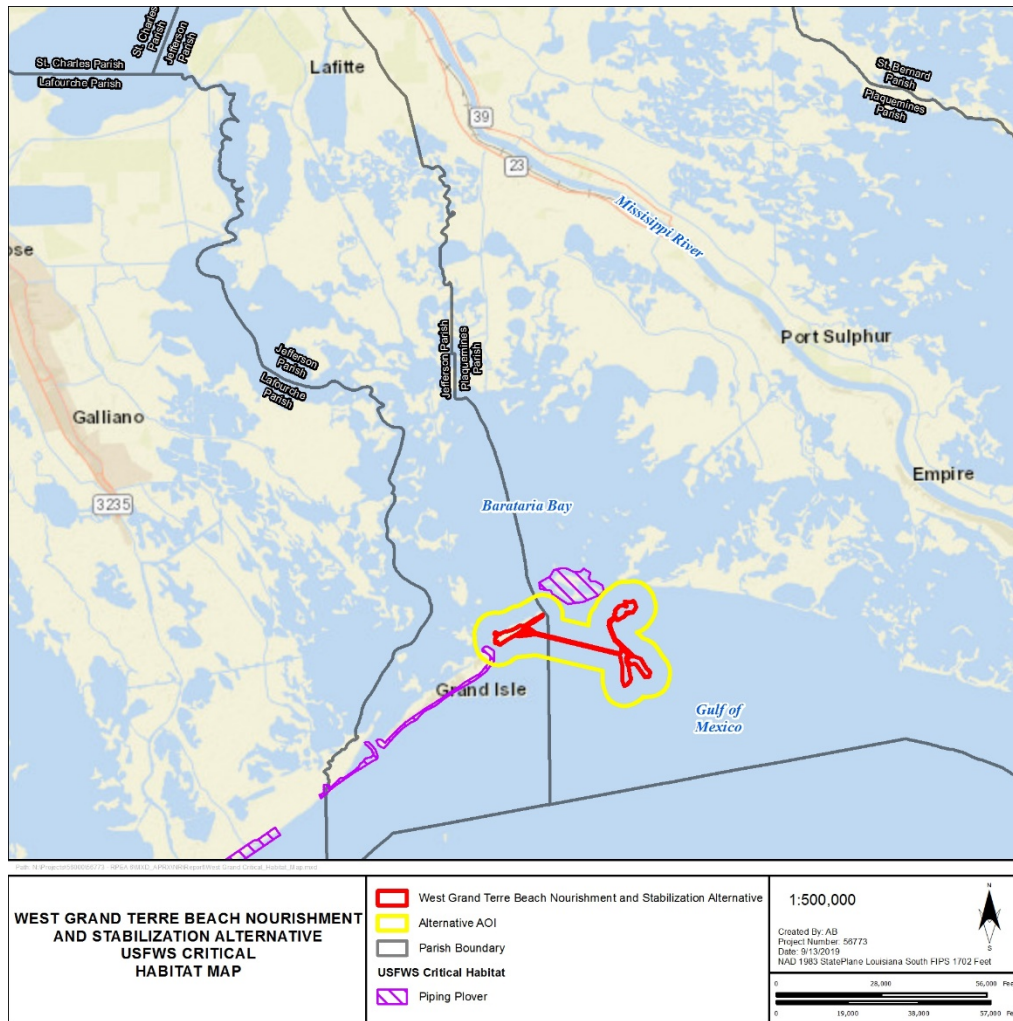 St. Charles Parish
St. Charles
Parish
Jefferson
Parish
Lafourche Parish
Lafitte
39
23
St. Bernard
Parish
Plaquemines
Parish
Mississippi River
ose
Port Sulphur
Jefferson Parish
Plaquemines
Parish
Jefferson
Parish
Lafourche
Parish
Galliano
3235
Empire
Barataria Bay
Grand Isle
Gulf of
Mexico
WEST GRAND TERRE BEACH NOURISHMENT
AND STABILIZATION ALTERNATIVE
USFWS CRITICAL
HABITAT MAP
West Grand Terre Beach Nourishment and Stabilization Alternative
Alternative AOI
Parish Boundary
USFWS Critical Habitat
Piping Plover
1:500,000
N
S
Created By: AB
Project Number: 56773
Date: 9/13/2019
NAD 1983 StatePlane Louisiana South FIPS 1702 Feet
0 28,000 56,000 Fee
0 19,000 38,000 57,000 Fe